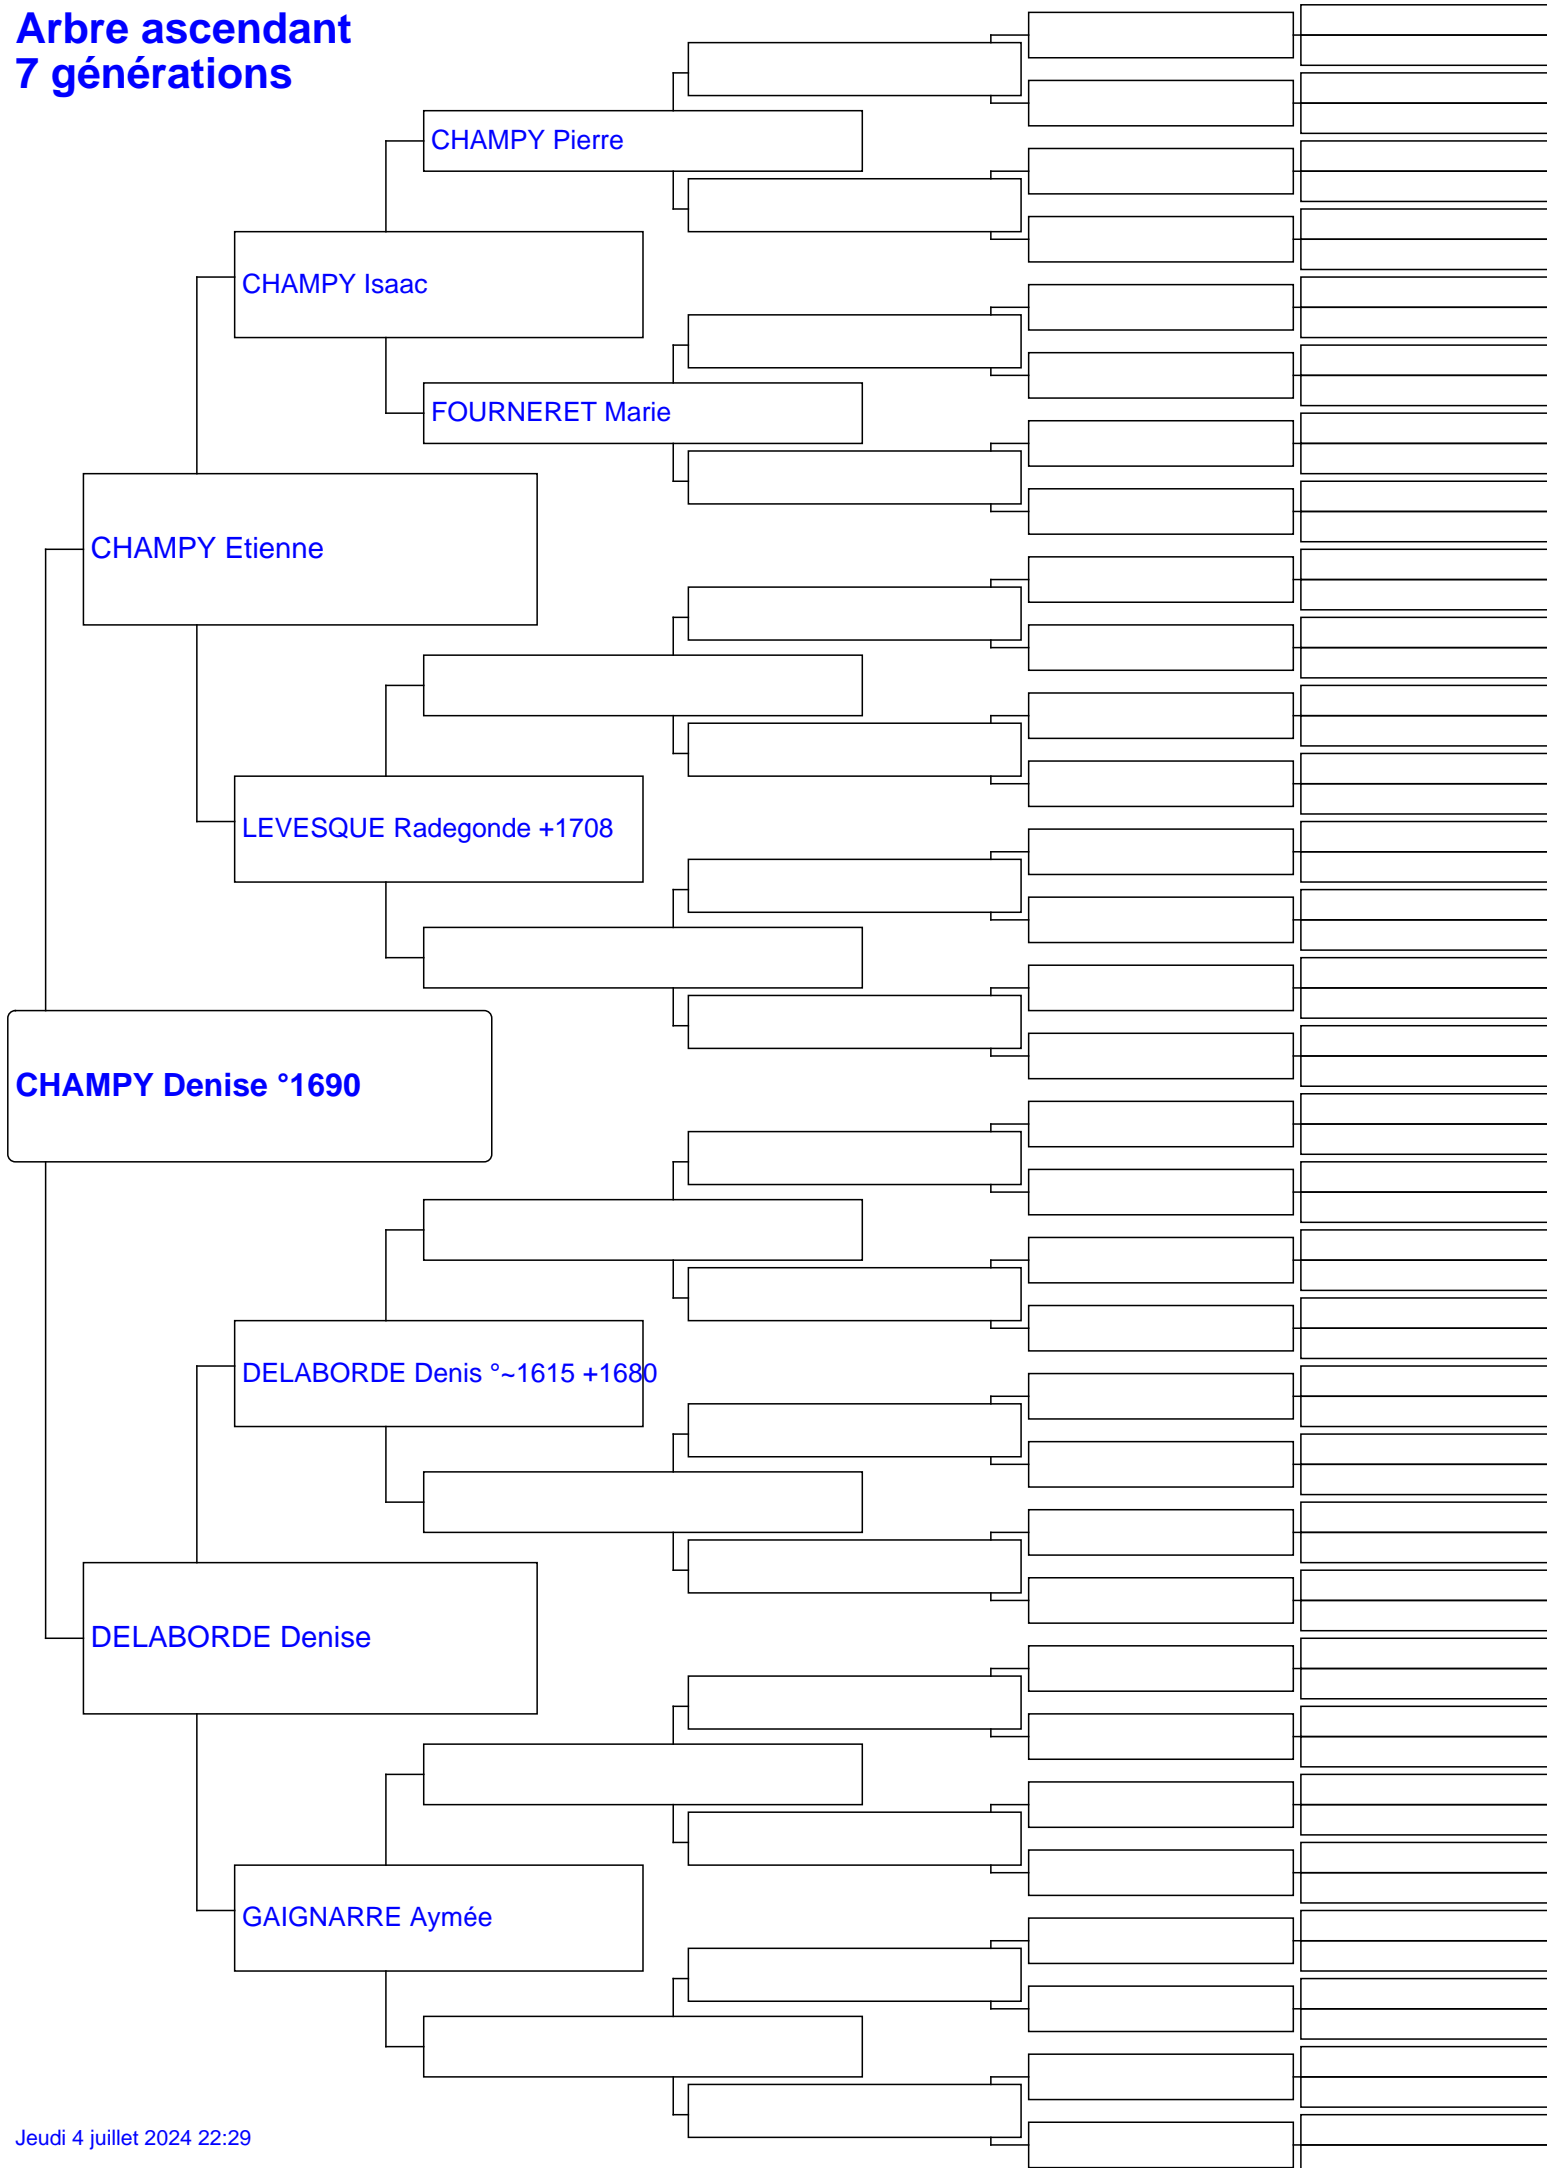 Arbre ascendant
7 générations
CHAMPY Pierre
CHAMPY Isaac
FOURNERET Marie
CHAMPY Etienne
LEVESQUE Radegonde +1708
CHAMPY Denise °1690
DELABORDE Denis °~1615 +1680
DELABORDE Denise
GAIGNARRE Aymée
Jeudi 4 juillet 2024 22:29